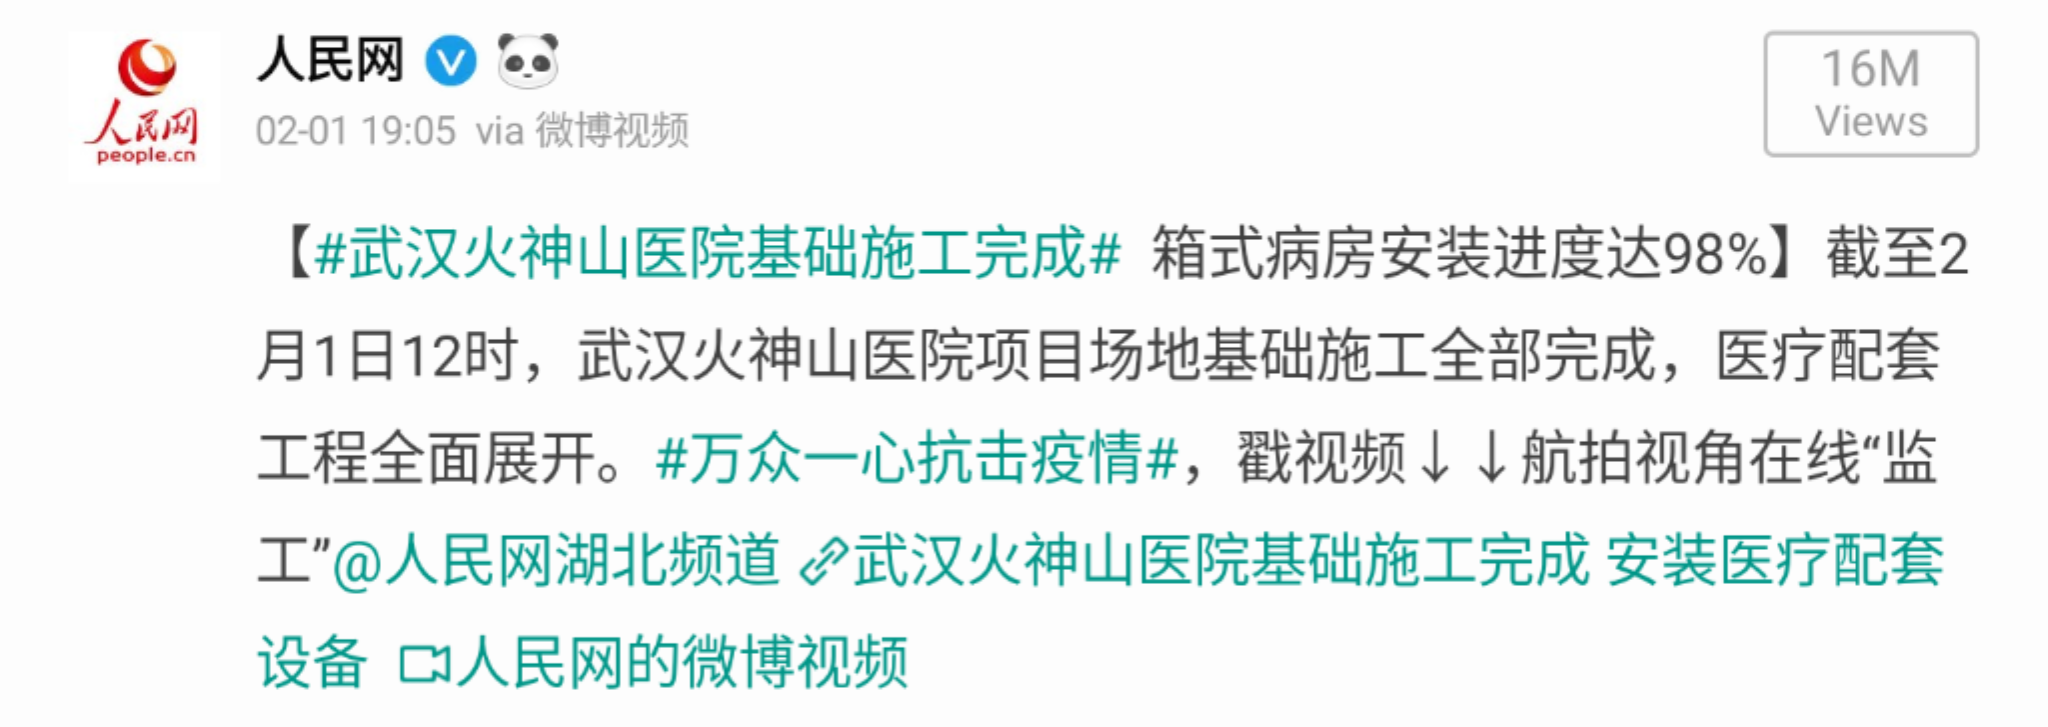 人民网
people.cn
人民网
02-01 19:05 via 微博视频
16M
Views
【#武汉火神山医院基础施工完成# 箱式病房安装进度达98%】截至2
月1日12时，武汉火神山医院项目场地基础施工全部完成，医疗配套
工程全面展开。#万众一心抗击疫情#，戳视频↓↓航拍视角在线“监
工”@人民网湖北频道 武汉火神山医院基础施工完成 安装医疗配套
设备 人民网的微博视频